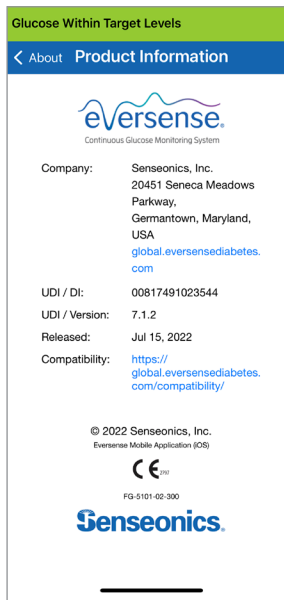 Glucose Within Target Levels
About Product Information
eversense.
Continuous Glucose Monitoring System
Company: Senseonics, Inc.
20451 Seneca Meadows
Parkway,
Germantown, Maryland,
USA
global.eversensediabetes.
com
UDI / DI: 00817491023544
UDI / Version: 7.1.2
Released: Jul 15, 2022
Compatibility: https://
global.eversensediabetes.
com/compatibility/
© 2022 Senseonics, Inc.
Eversense Mobile Application (iOS)
CE 2797
FG-5101-02-300
Senseonics.